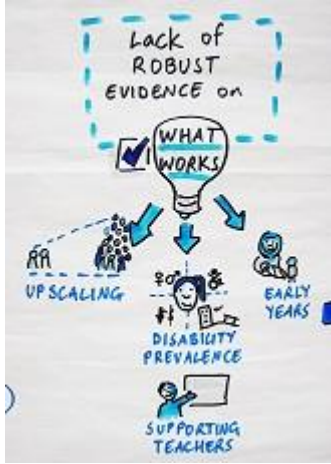 Lack of
ROBUST
EVIDENCE on
WHAT
WORKS
UPSCALING
EARLY
YEARS
DISABILITY
PREVALENCE
SUPPORTING
TEACHERS